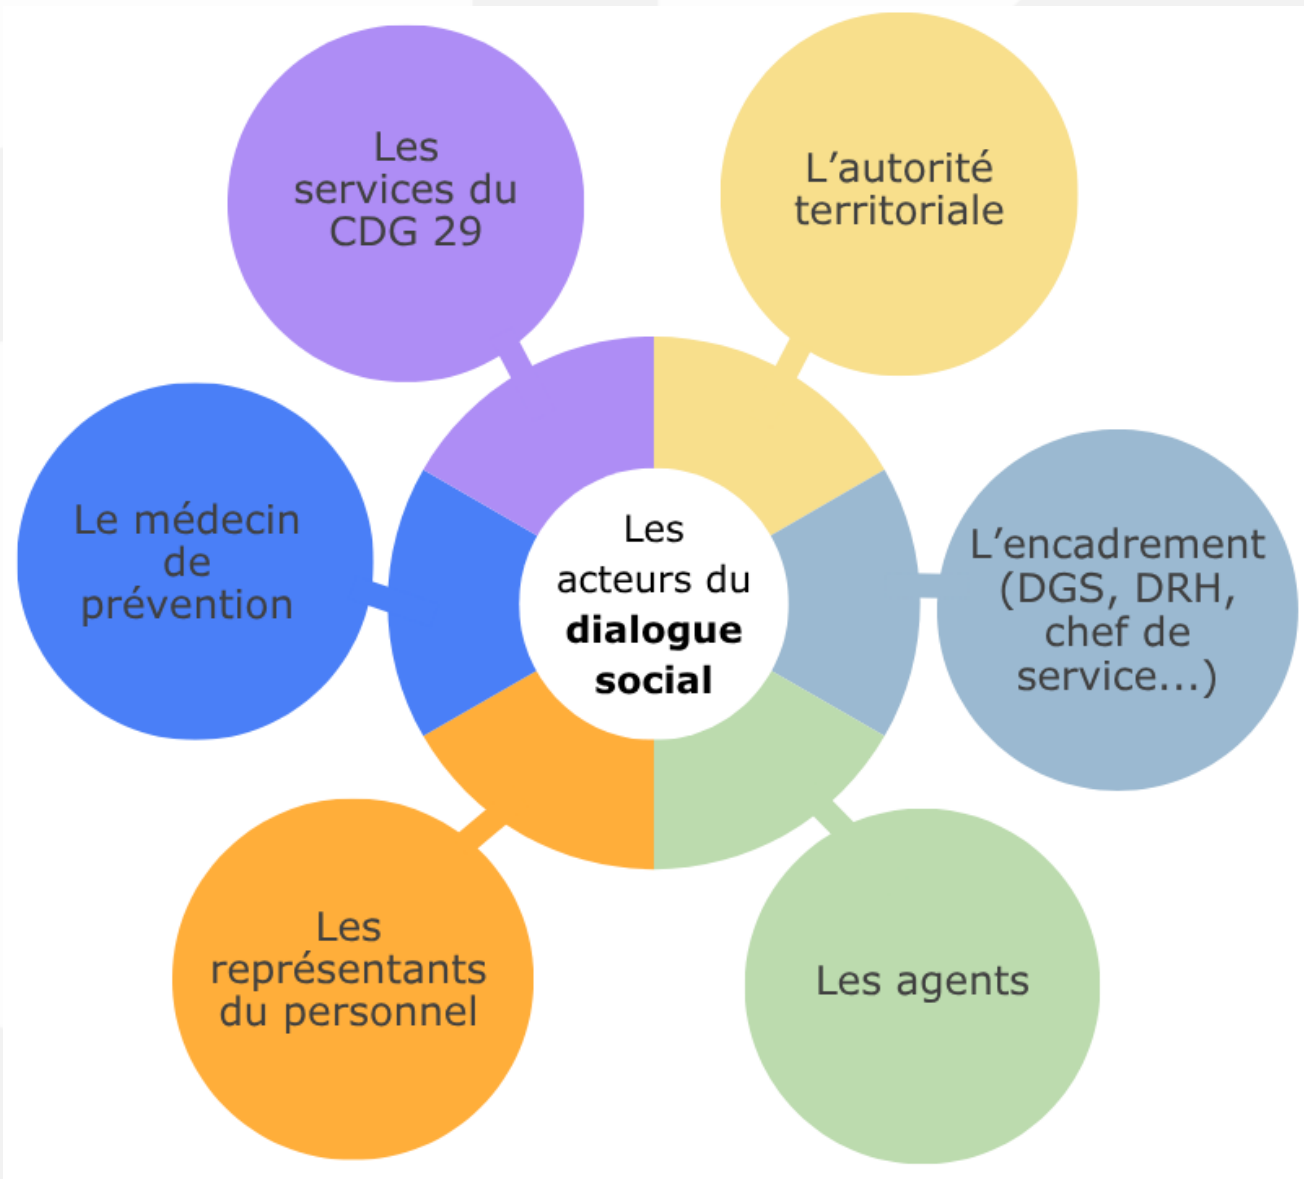 Les
services du
CDG 29
L’autorité
territoriale
Le médecin
de
prévention
Les
acteurs du
dialogue
social
L’encadrement
(DGS, DRH,
chef de
service...)
Les
représentants
du personnel
Les agents